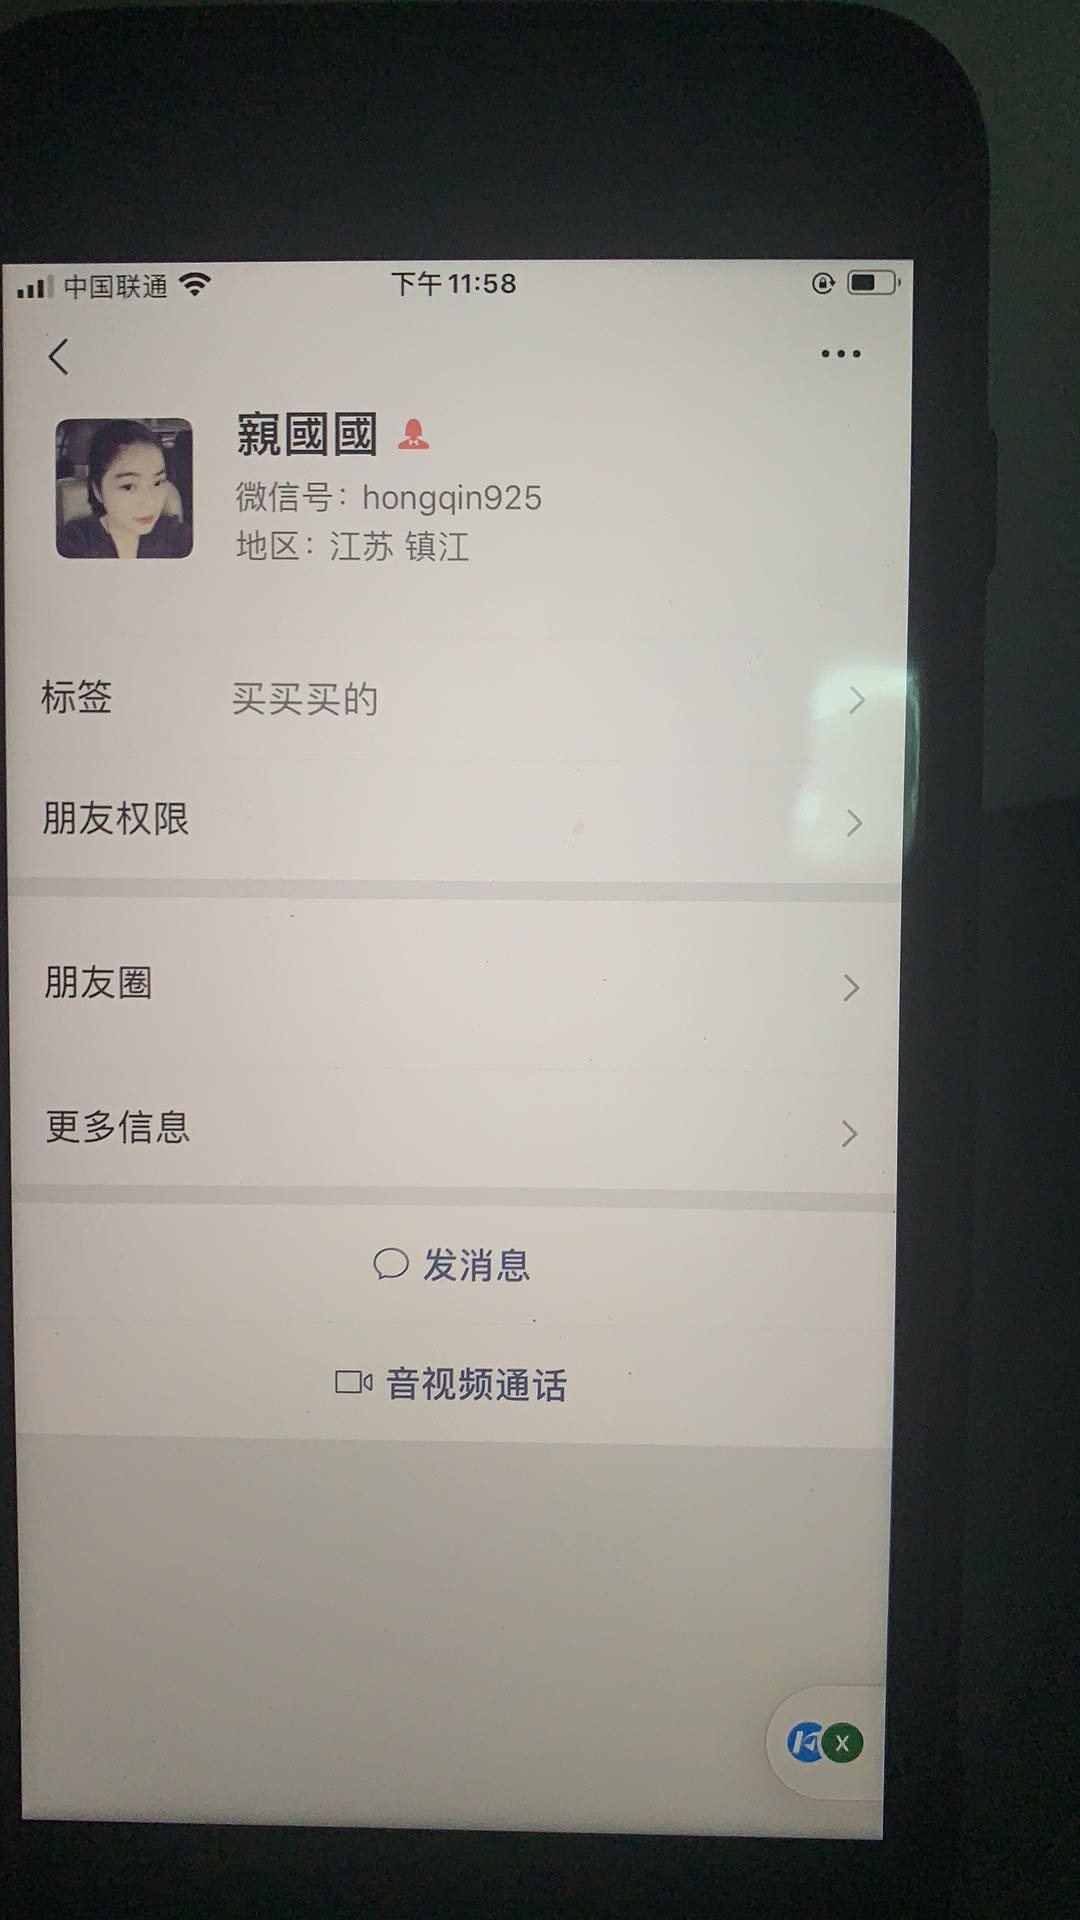 中国联通
下午11:58
寴國國
微信号：hongqin925
地区：江苏 镇江
标签 买买买的
朋友权限
朋友圈
更多信息
发消息
音视频通话
X